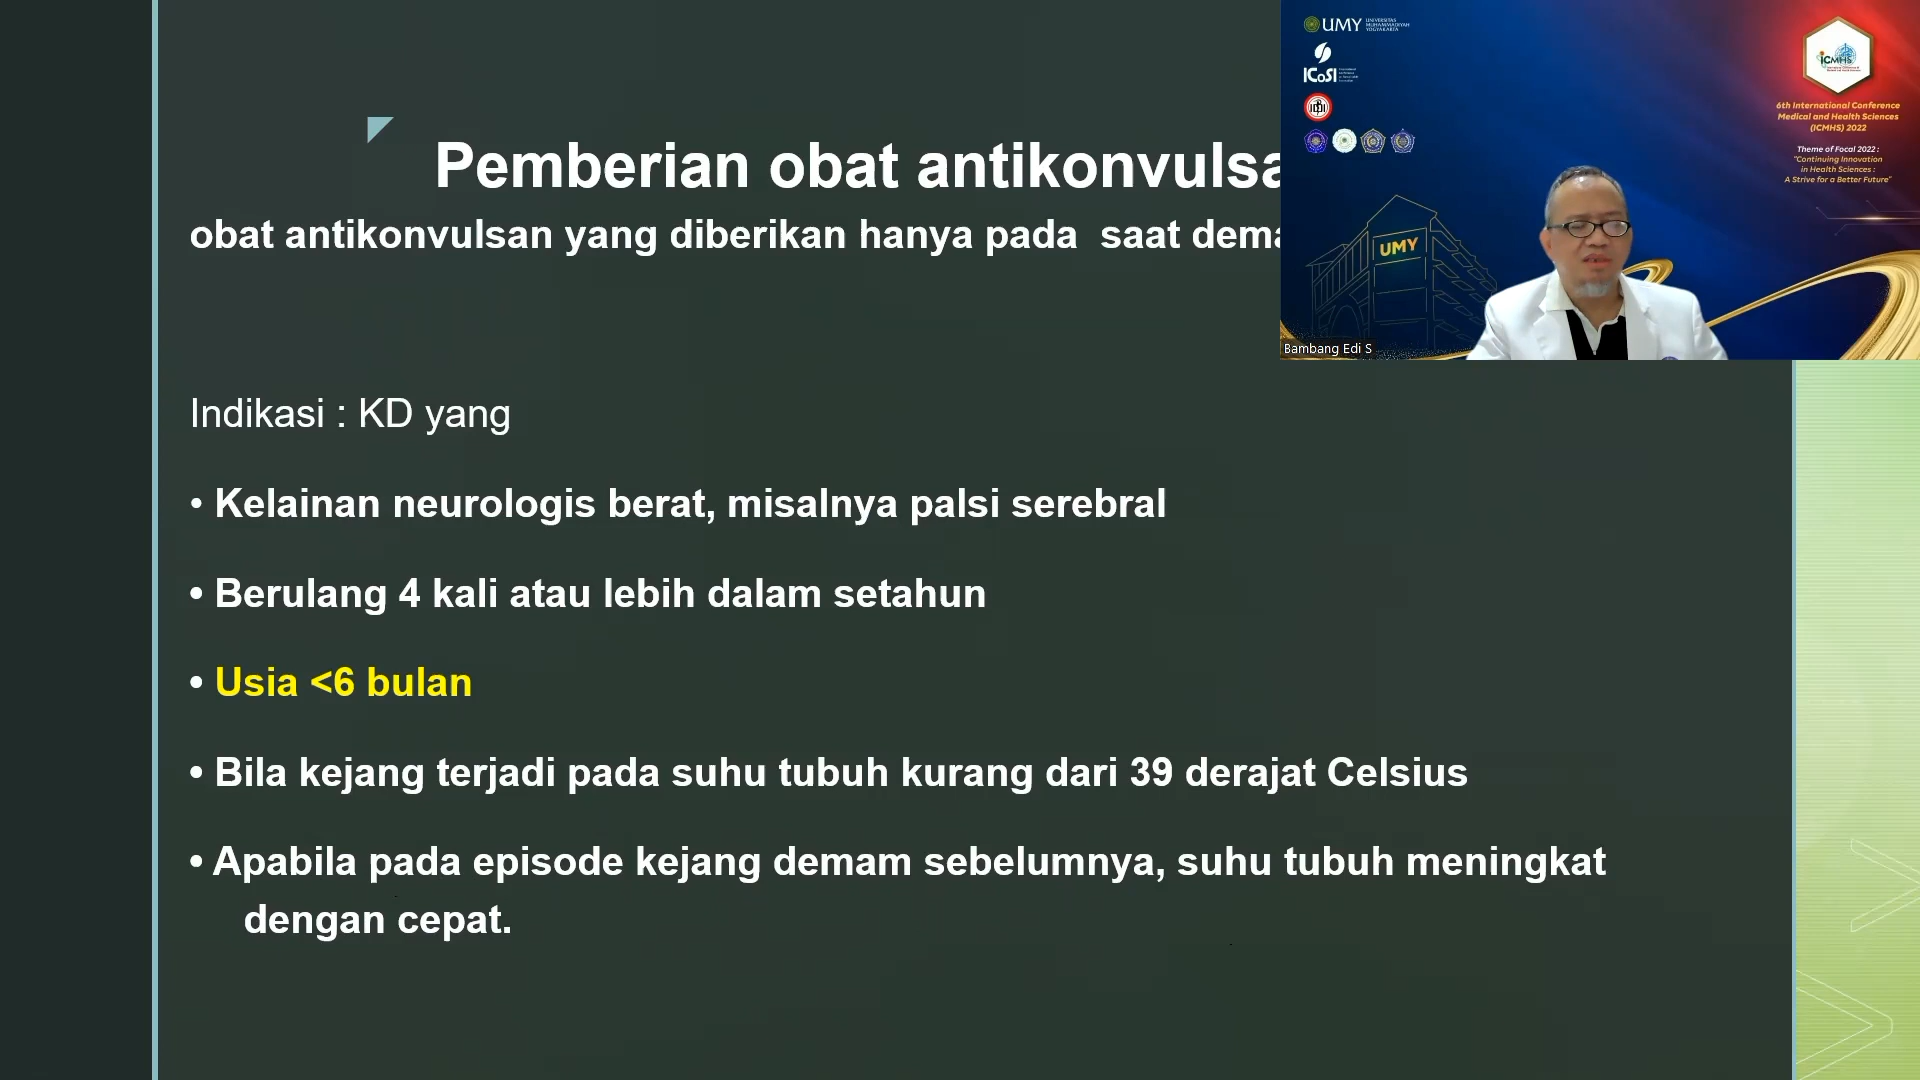 Pemberian obat antikonvulsa
obat antikonvulsan yang diberikan hanya pada saat dema
Indikasi : KD yang
• Kelainan neurologis berat, misalnya palsi serebral
• Berulang 4 kali atau lebih dalam setahun
• Usia <6 bulan
• Bila kejang terjadi pada suhu tubuh kurang dari 39 derajat Celsius
• Apabila pada episode kejang demam sebelumnya, suhu tubuh meningkat
dengan cepat.
UMY
UNIVERSITAS
MUHAMMADIYAH
YOGYAKARTA
ICoSI
ICMHS
6th International Conference
Medical and Health Sciences
(ICMHS) 2022
Theme of Focal 2022 :
"Continuing Innovation
in Health Sciences :
A Strive for a Better Future"
UMY
Bambang Edi S